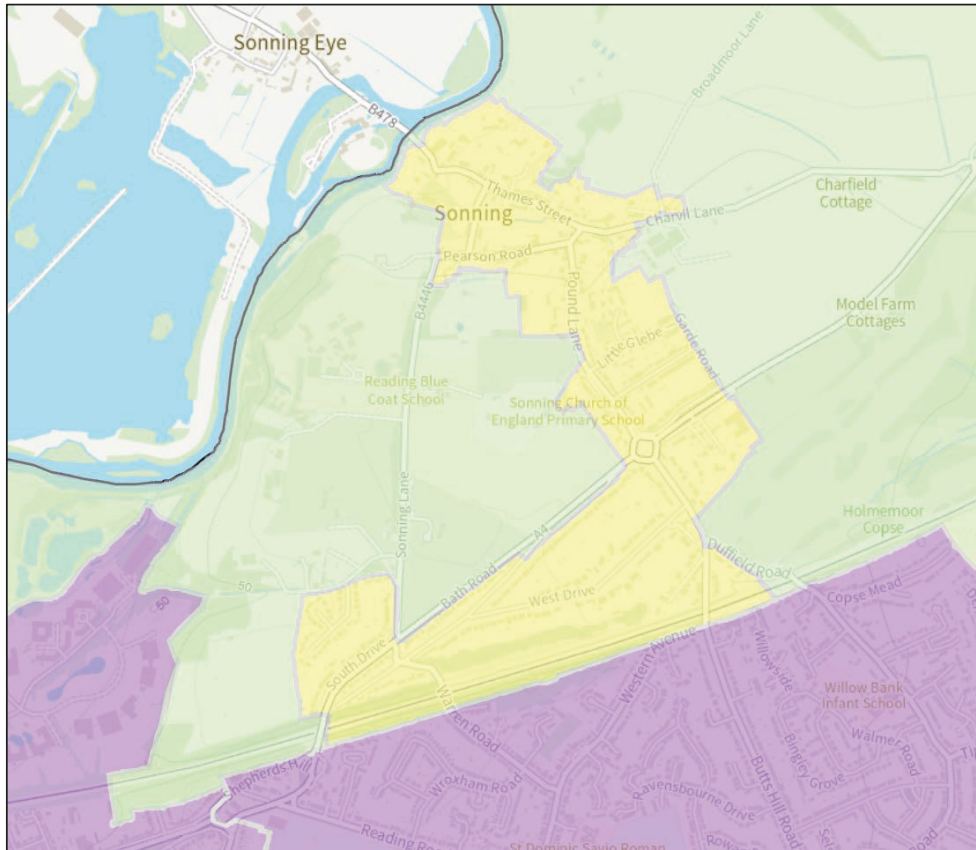 Sonning Eye
B478
Broadmoor Lane
Thames Street
Charfield
Cottage
Sonning
Charvil Lane
Pearson Road
B4446
Pound Lane
Model Farm
Cottages
Garde Road
Little Glebe
Reading Blue
Coat School
Sonning Church of
England Primary School
Sonning Lane
Holmemoor
Copse
A4
Bath Road
Duffield Road
50
50
West Drive
Copse Mead
South Drive
Western Avenue
Willowside
Warren Road
Willow Bank
Infant School
Shepherds Hill
Wroxham Road
Bingley Grove
Walmer Road
Butts Hill Road
Ravensbourne Drive
Reading Ro
St Dominic Savio Roman